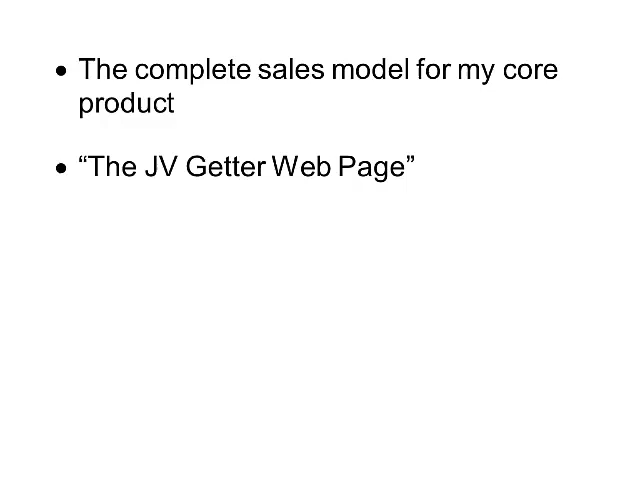 • The complete sales model for my core
product
• “The JV Getter Web Page”